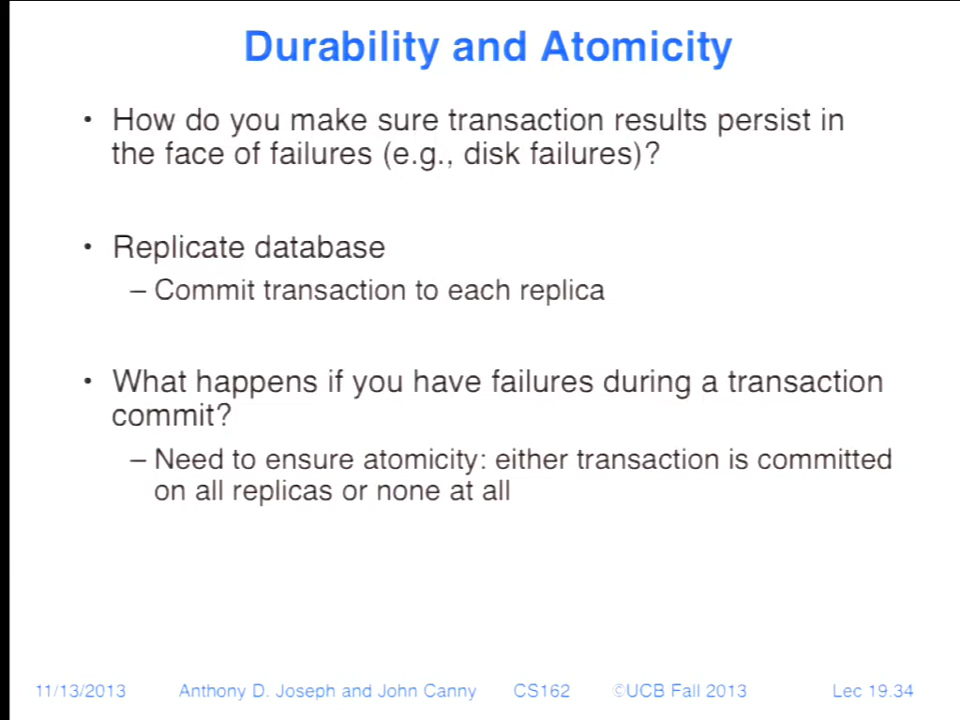 Durability and Atomicity
• How do you make sure transaction results persist in
the face of failures (e.g., disk failures)?
• Replicate database
– Commit transaction to each replica
• What happens if you have failures during a transaction
commit?
– Need to ensure atomicity: either transaction is committed
on all replicas or none at all
11/13/2013 Anthony D. Joseph and John Canny CS162 ©UCB Fall 2013 Lec 19.34